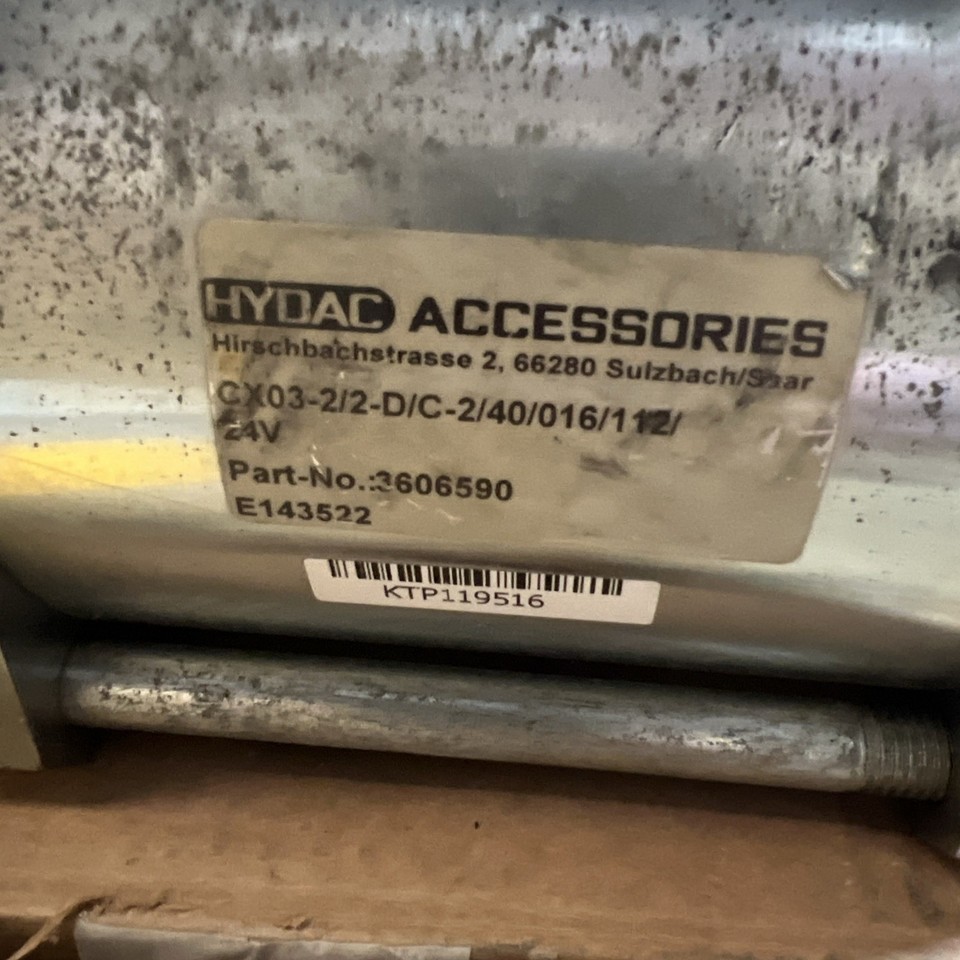 HYDAC ACCESSORIES
Hirschbachstrasse 2, 66280 Sulzbach/Saar
CX03-2/2-D/C-2/40/016/112/
24V
Part-No.:3606590
E143522
KTP119516